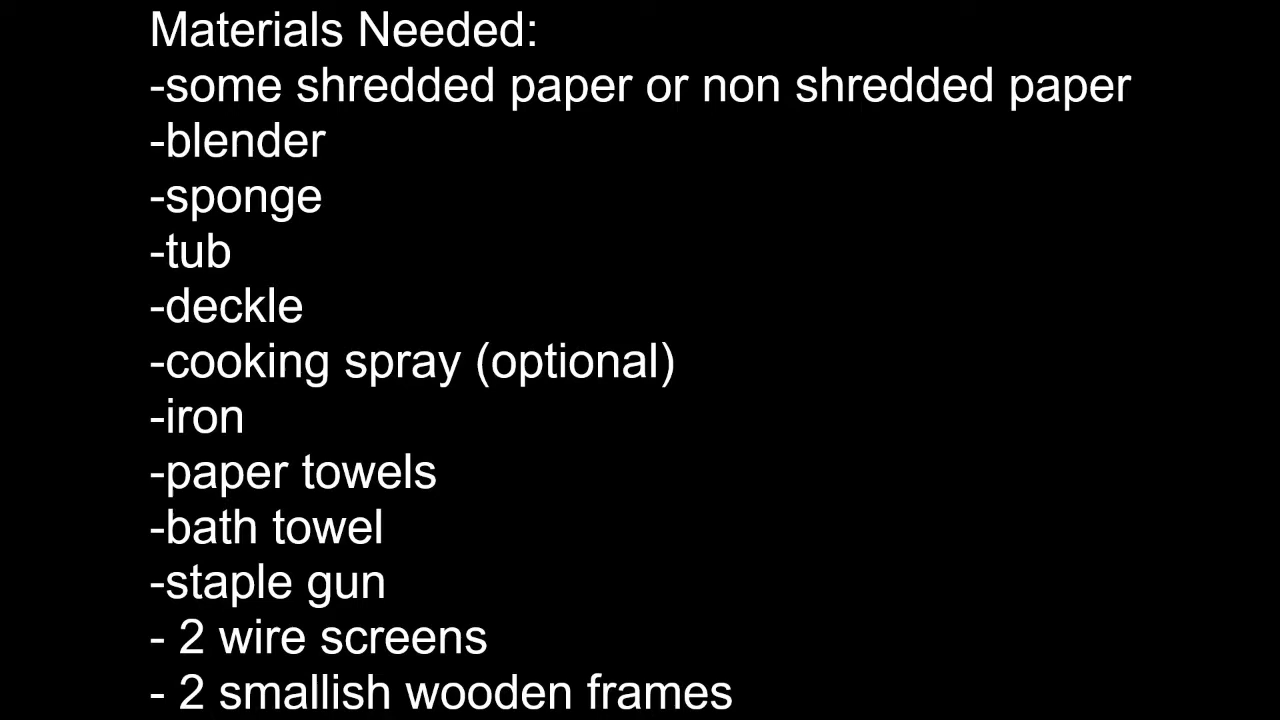 Materials Needed:
-some shredded paper or non shredded paper
-blender
-sponge
-tub
-deckle
-cooking spray (optional)
-iron
-paper towels
-bath towel
-staple gun
- 2 wire screens
- 2 smallish wooden frames